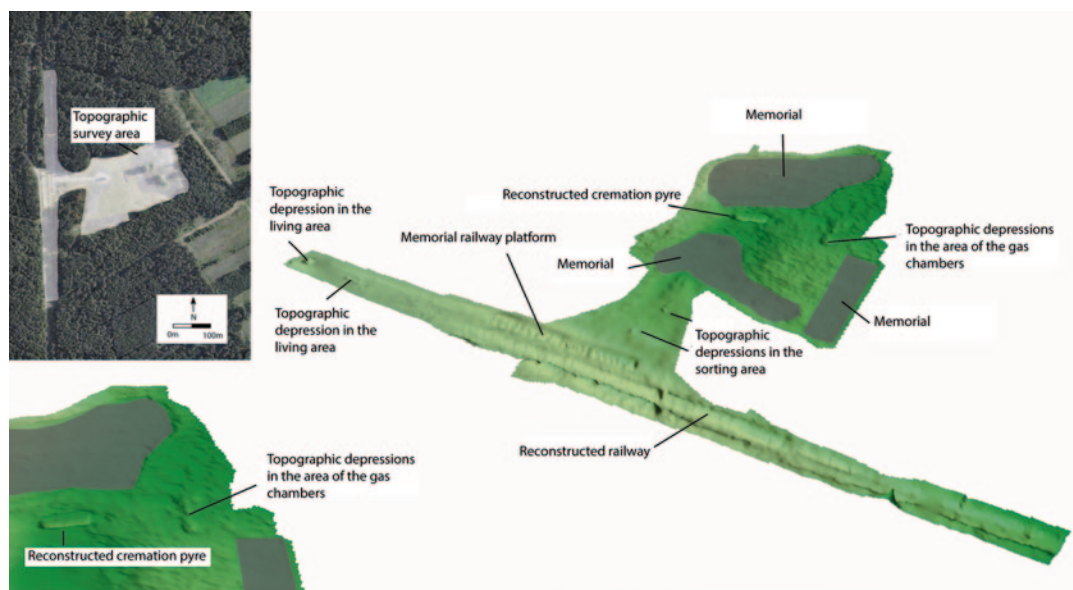 Topographic
survey area
N
0m
100m
Memorial
Reconstructed cremation pyre
Topographic
depression in the
living area
Memorial railway platform
Topographic depressions
in the area of the gas
chambers
Memorial
Topographic
depression in the
living area
Memorial
Topographic
depressions in the
sorting area
Reconstructed railway
Topographic depressions
in the area of the gas
chambers
Reconstructed cremation pyre